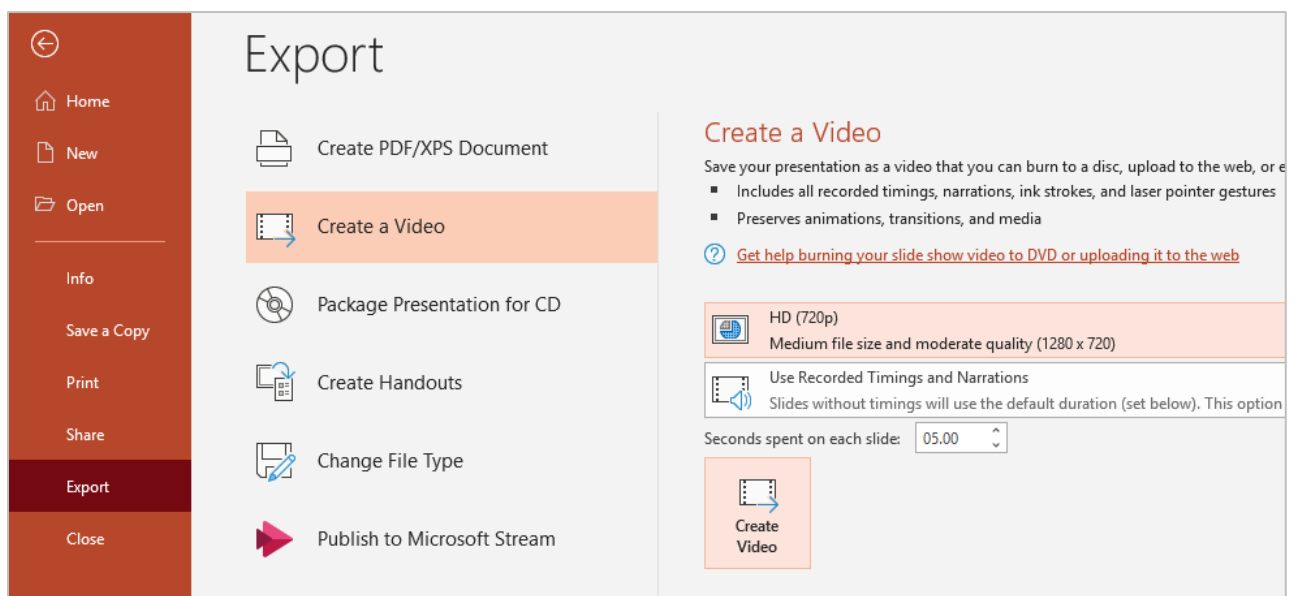 Export
Home
New
Open
Info
Save a Copy
Print
Share
Export
Close
Create PDF/XPS Document
Create a Video
Package Presentation for CD
Create Handouts
Change File Type
Publish to Microsoft Stream
Create a Video
Save your presentation as a video that you can burn to a disc, upload to the web, or e
Includes all recorded timings, narrations, ink strokes, and laser pointer gestures
Preserves animations, transitions, and media
Get help burning your slide show video to DVD or uploading it to the web
HD (720p)
Medium file size and moderate quality (1280 x 720)
Use Recorded Timings and Narrations
Slides without timings will use the default duration (set below). This option
Seconds spent on each slide: 05.00
Create
Video